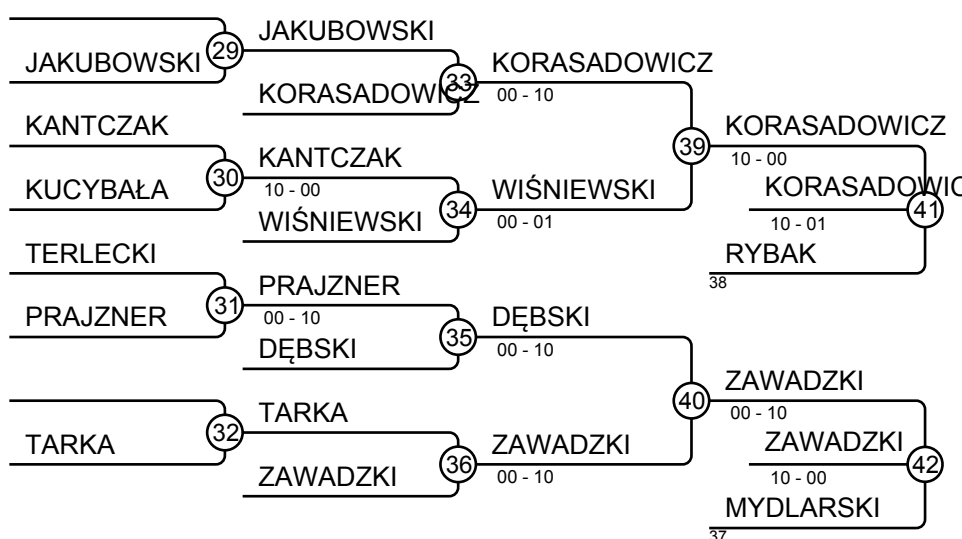 JAKUBOWSKI
29
JAKUBOWSKI
KORASADOWICZ
33
KORASADOWICZ
00 - 10
KANTCZAK
KUCYBAŁA
30
KANTCZAK
10 - 00
WIŚNIEWSKI
34
WIŚNIEWSKI
00 - 01
39
KORASADOWICZ
10 - 00
KORASADOWIC
10 - 01
41
RYBAK
38
TERLECKI
PRAJZNER
31
PRAJZNER
00 - 10
DĘBSKI
35
DĘBSKI
00 - 10
TARKA
32
TARKA
ZAWADZKI
36
ZAWADZKI
00 - 10
40
ZAWADZKI
00 - 10
ZAWADZKI
10 - 00
42
MYDLARSKI
37